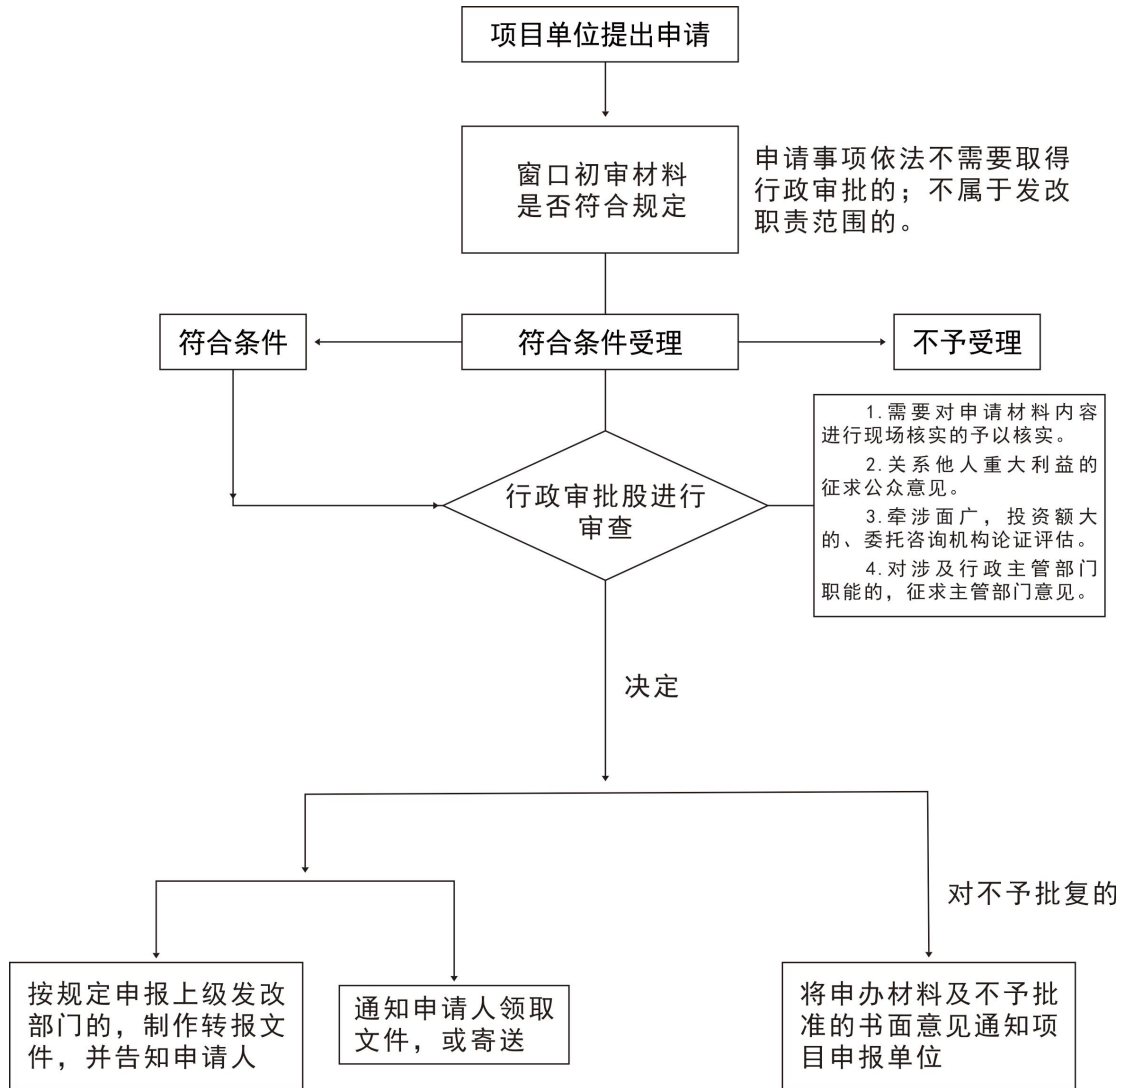 项目单位提出申请
窗口初审材料
是否符合规定
申请事项依法不需要取得
行政审批的；不属于发改
职责范围的。
符合条件
符合条件受理
不予受理
1.需要对申请材料内容
进行现场核实的予以核实。
2.关系他人重大利益的
征求公众意见。
3.牵涉面广，投资额大
的、委托咨询机构论证评估。
4.对涉及行政主管部门
职能的，征求主管部门意见。
行政审批股进行
审查
决定
对不予批复的
按规定申报上级发改
部门的，制作转报文
件，并告知申请人
通知申请人领取
文件，或寄送
将申办材料及不予批
准的书面意见通知项
目申报单位